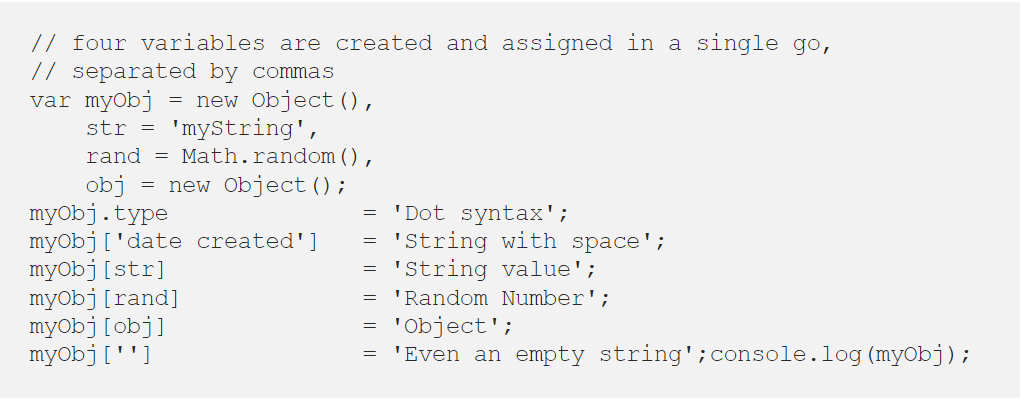 // four variables are created and assigned in a single go,
// separated by commas
var myObj = new Object(),
    str = 'myString',
    rand = Math.random(),
    obj = new Object();
myObj.type              = 'Dot syntax';
myObj['date created']   = 'String with space';
myObj[str]              = 'String value';
myObj[rand]             = 'Random Number';
myObj[obj]              = 'Object';
myObj['']               = 'Even an empty string';console.log(myObj);